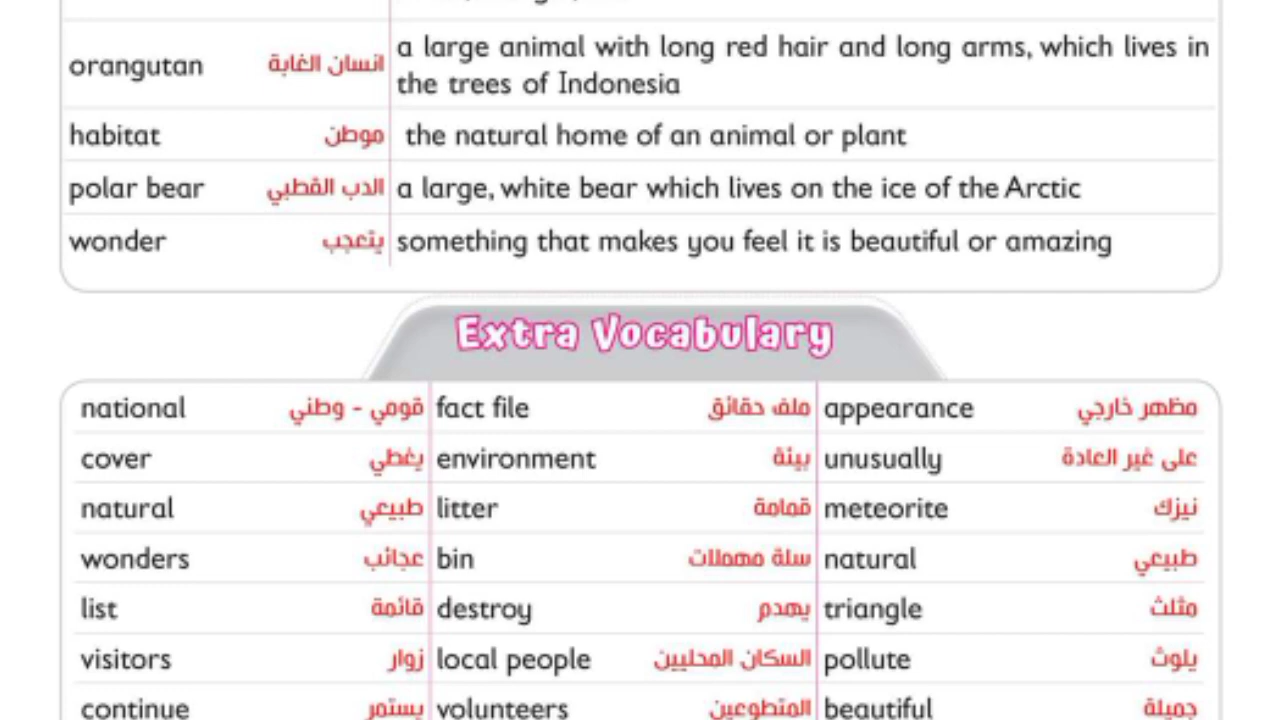 orangutan انسان الغابة a large animal with long red hair and long arms, which lives in
the trees of Indonesia
habitat موطن the natural home of an animal or plant
polar bear الدب القطبي a large, white bear which lives on the ice of the Arctic
wonder يتعجب something that makes you feel it is beautiful or amazing
Extra Vocabulary
national قومي - وطني fact file ملف حقائق appearance مظهر خارجي
cover يغطي environment بيئة unusually على غير العادة
natural طبيعي litter قمامة meteorite نيزك
wonders عجائب bin سلة مهملات natural طبيعي
list قائمة destroy يهدم triangle مثلث
visitors زوار local people السكان المحليين pollute يلوث
continue يستمر volunteers المتطوعين beautiful جميلة